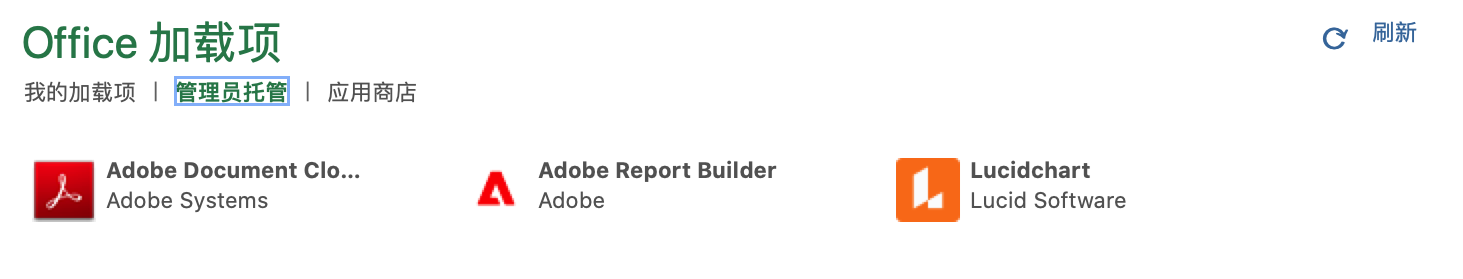 Office 加载项
刷新
我的加载项 | 管理员托管 | 应用商店
Adobe Document Clo...
Adobe Systems
Adobe Report Builder
Adobe
Lucidchart
Lucid Software